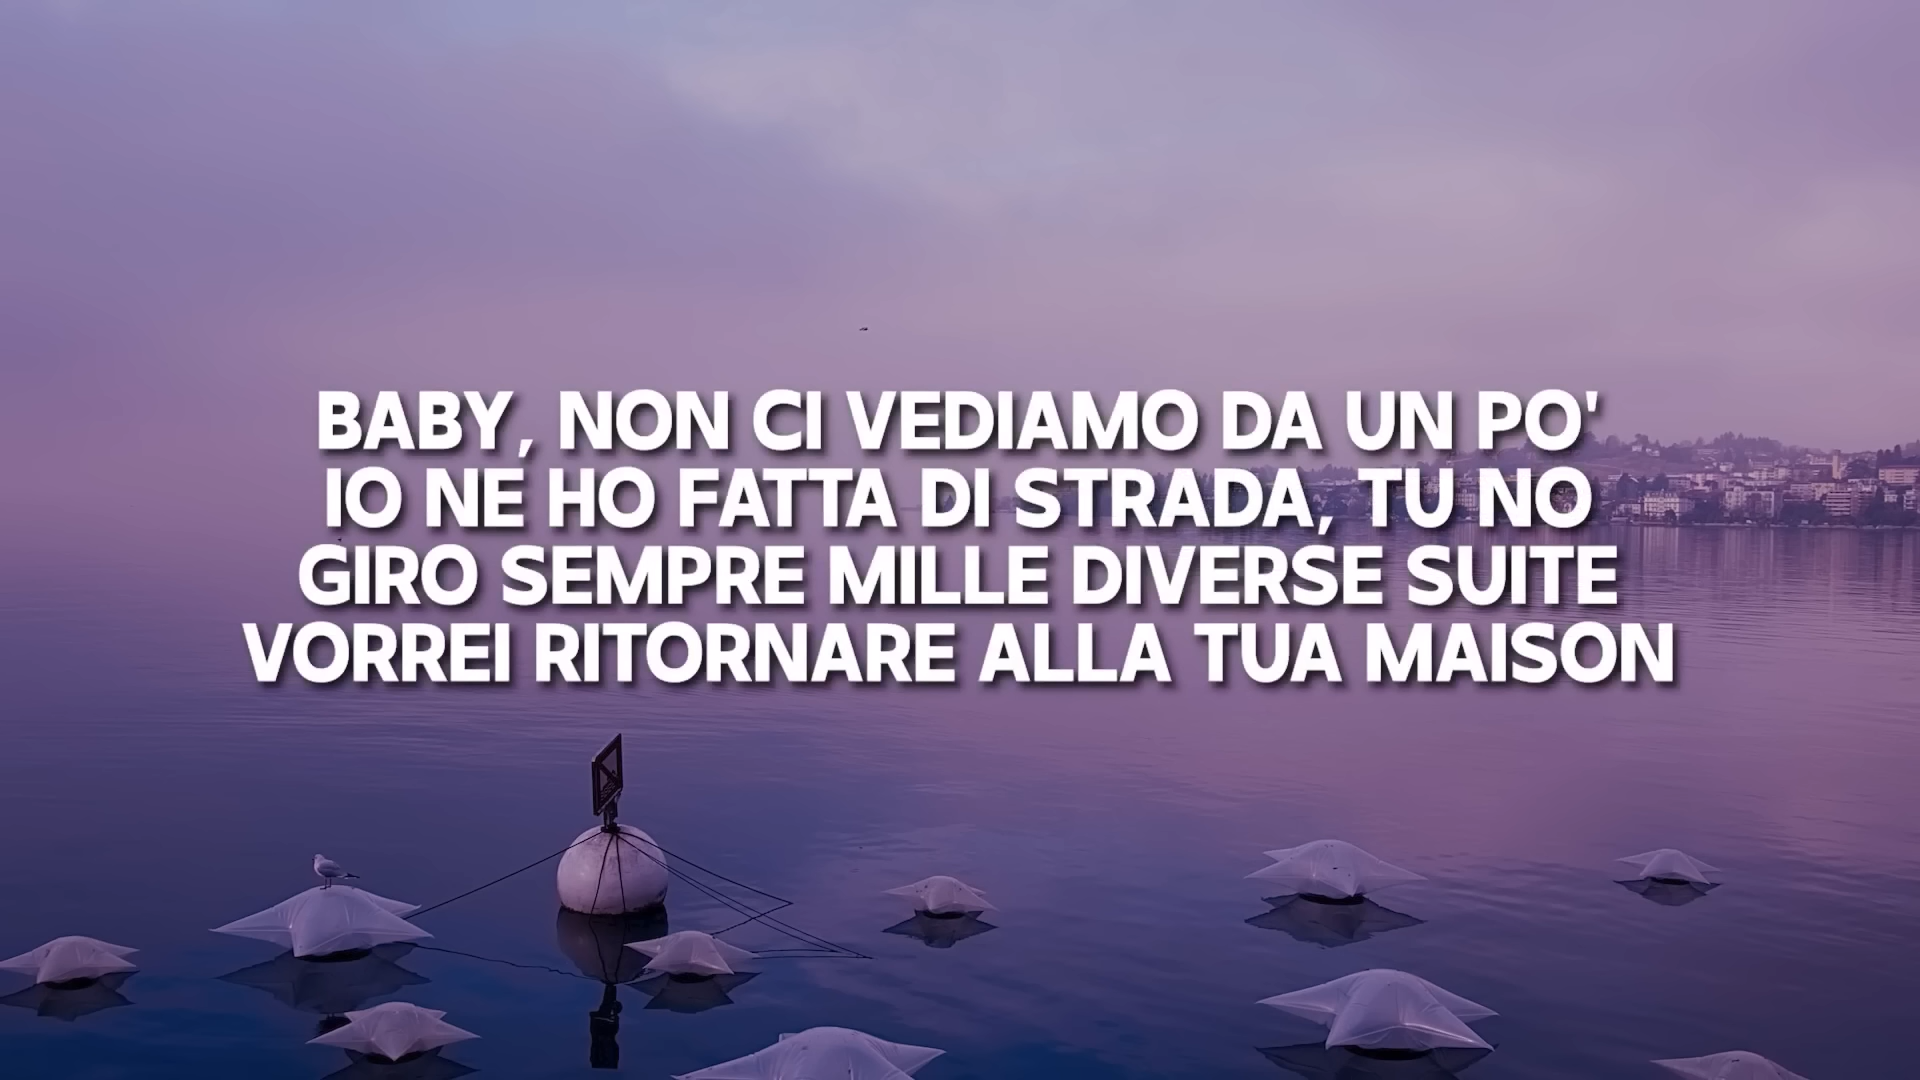 BABY, NON CI VEDIAMO DA UN PO'
IO NE HO FATTA DI STRADA, TU NO
GIRO SEMPRE MILLE DIVERSE SUITE
VORREI RITORNARE ALLA TUA MAISON